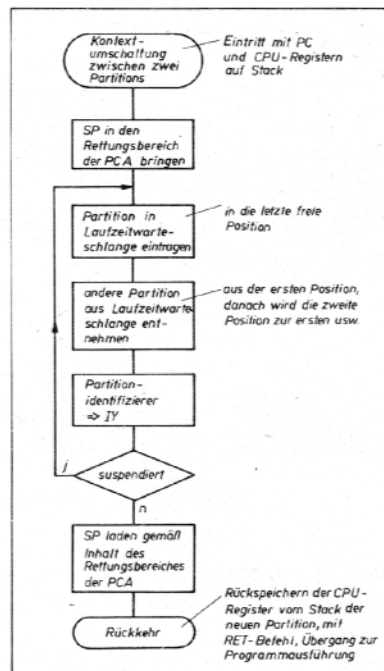 Kontext-
umschaltung
zwischen zwei
Partitions
Eintritt mit PC
und CPU-Registern
auf Stack
SP in den
Rettungsbereich
der PCA bringen
Partition in
Laufzeitwarte-
schlange eintragen
in die letzte freie
Position
andere Partition
aus Laufzeitwarte-
schlange ent-
nehmen
aus der ersten Position,
danach wird die zweite
Position zur ersten usw.
Partition-
identifizierer
=> IY
j
suspendiert
n
SP laden gemäß
Inhalt des
Rettungsbereiches
der PCA
Rückkehr
Rückspeichern der CPU-
Register vom Stack der
neuen Partition, mit
RET-Befehl, Übergang zur
Programmausführung